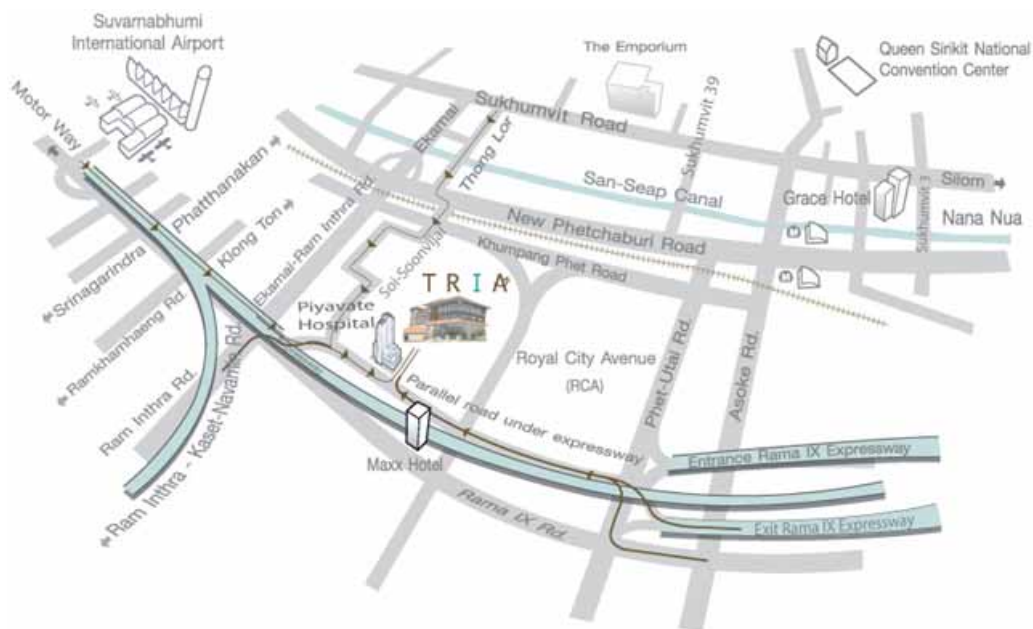 Suvarnabhumi
International Airport
The Emporium
Queen Sirikit National
Convention Center
Motor Way
Sukhumvit Road
Sukhumvit 39
Ekamai
Thong Lor
Phatthanakan
San-Seap Canal
Grace Hotel
Silom
Sukhumvit 3
Nana Nua
Srinagarindra
Klong Ton
Ekamai-Ram Inthra Rd.
Soi-Soonvijai
New Phetchaburi Road
Khumpang Phet Road
TRIA
Piyavate
Hospital
Ramkhamhaeng Rd.
Ram Inthra Rd.
Ram Inthra - Kaset-Navamin Rd.
Royal City Avenue
(RCA)
Phet-Utai Rd.
Asoke Rd.
Parallel road under expressway
Maxx Hotel
Rama IX Rd.
Entrance Rama IX Expressway
Exit Rama IX Expressway